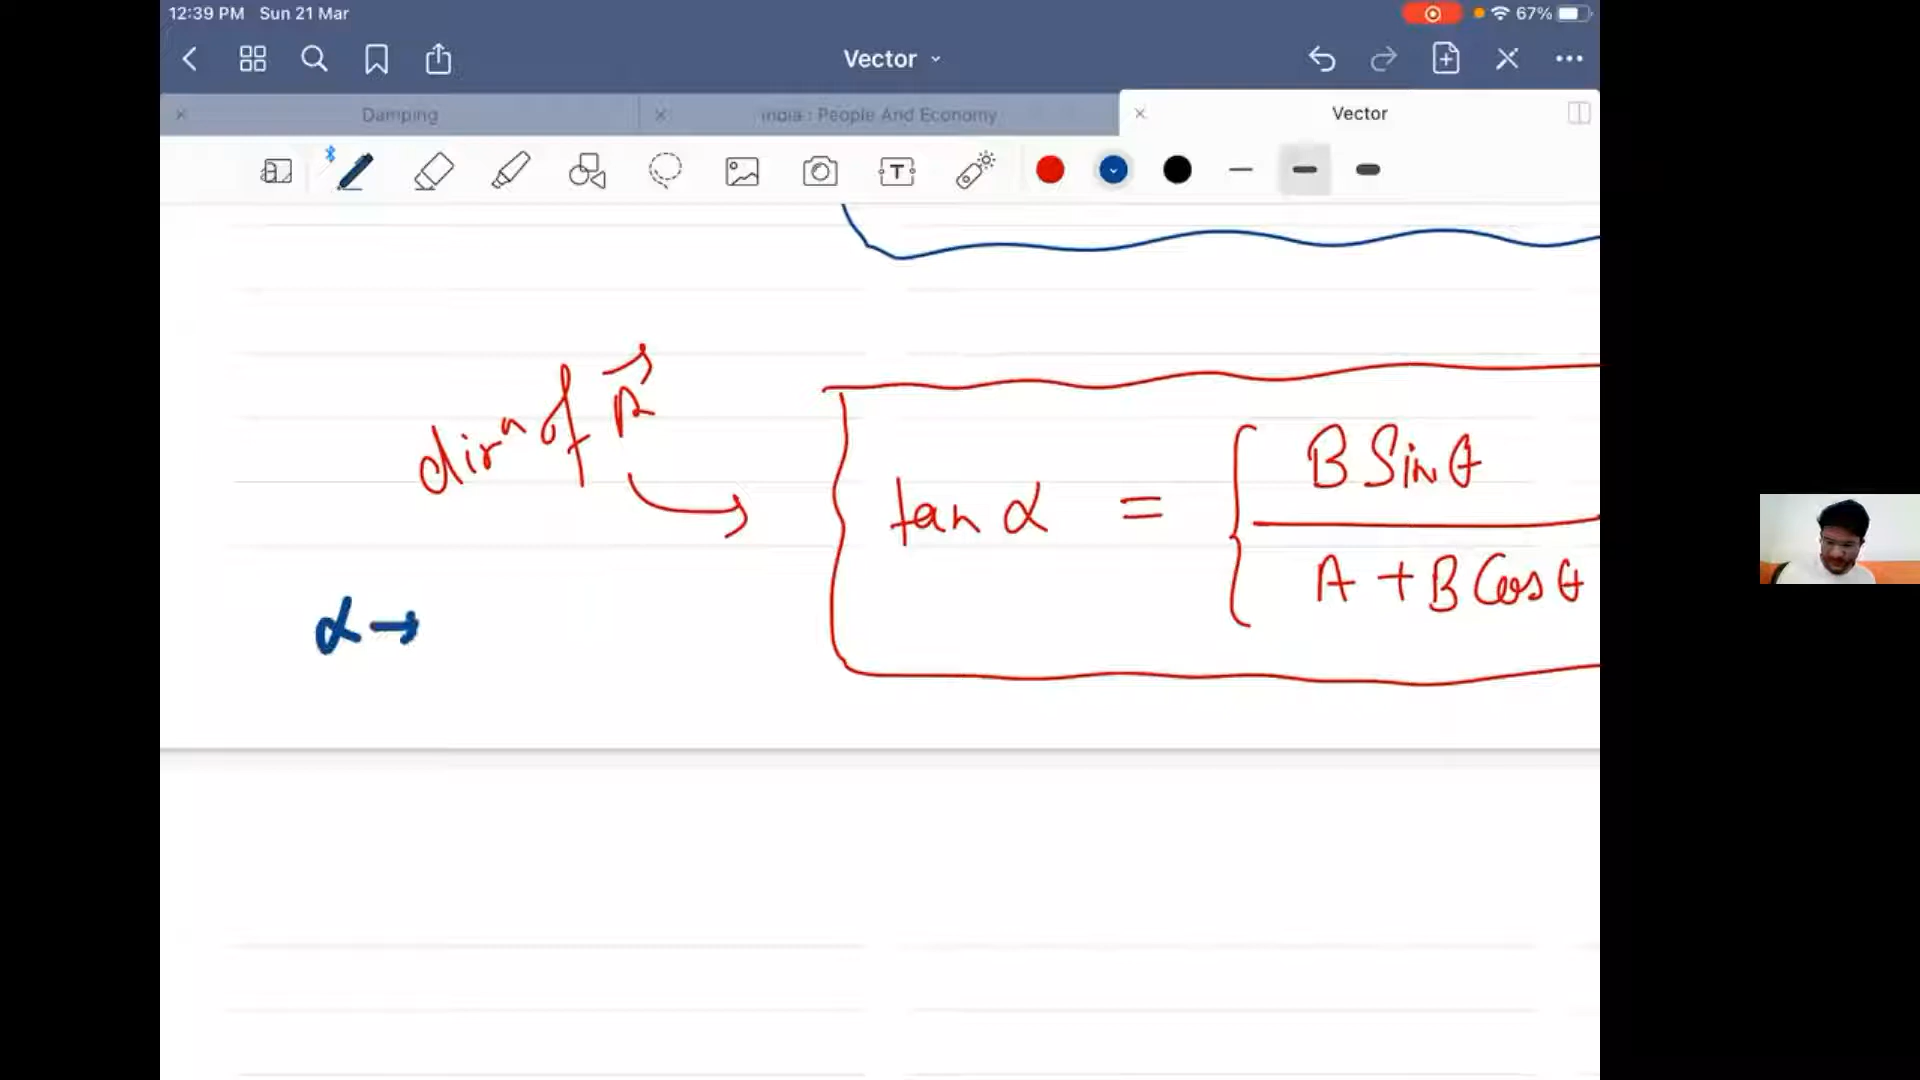 12:39 PM Sun 21 Mar
67%
Vector
Damping
India : People And Economy
Vector
T
dirⁿ of R⃗
tan α = { B Sin θ / A + B Cos θ
α →